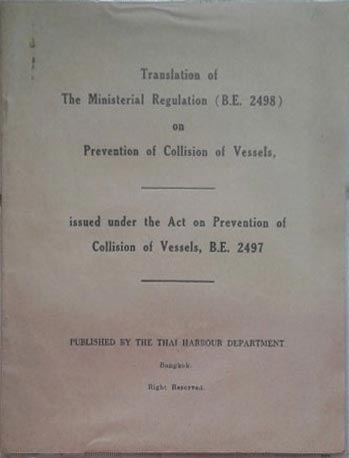 Translation of
The Ministerial Regulation (B.E. 2498)
on
Prevention of Collision of Vessels,
issued under the Act on Prevention of
Collision of Vessels, B.E. 2497
PUBLISHED BY THE THAI HARBOUR DEPARTMENT
Bangkok.
Right Reserved.